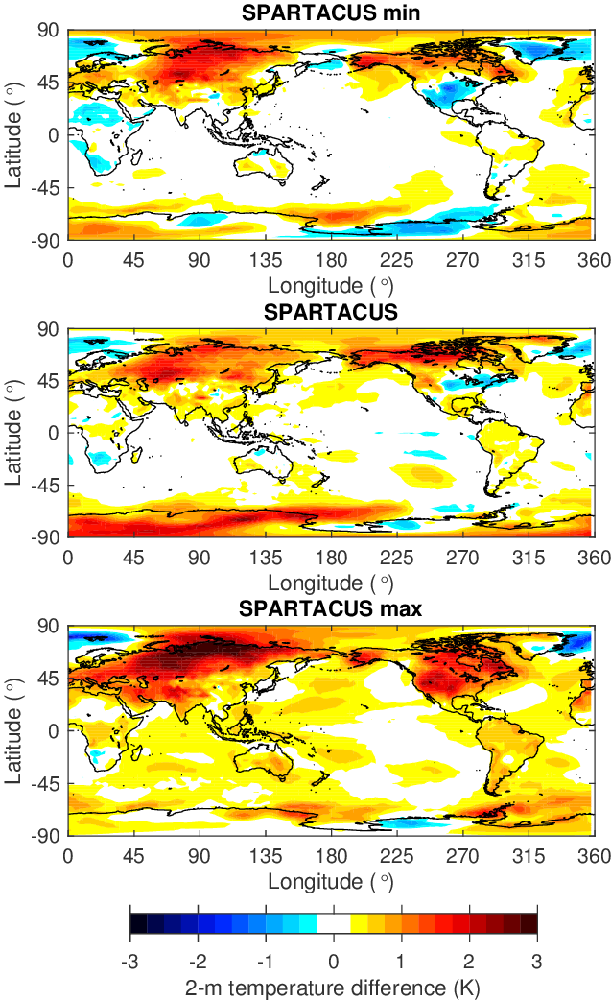 SPARTACUS min
90
45
0
-45
-90
Latitude (°)
0 45 90 135 180 225 270 315 360
Longitude (°)
SPARTACUS
90
45
0
-45
-90
Latitude (°)
0 45 90 135 180 225 270 315 360
Longitude (°)
SPARTACUS max
90
45
0
-45
-90
Latitude (°)
0 45 90 135 180 225 270 315 360
Longitude (°)
-3 -2 -1 0 1 2 3
2-m temperature difference (K)